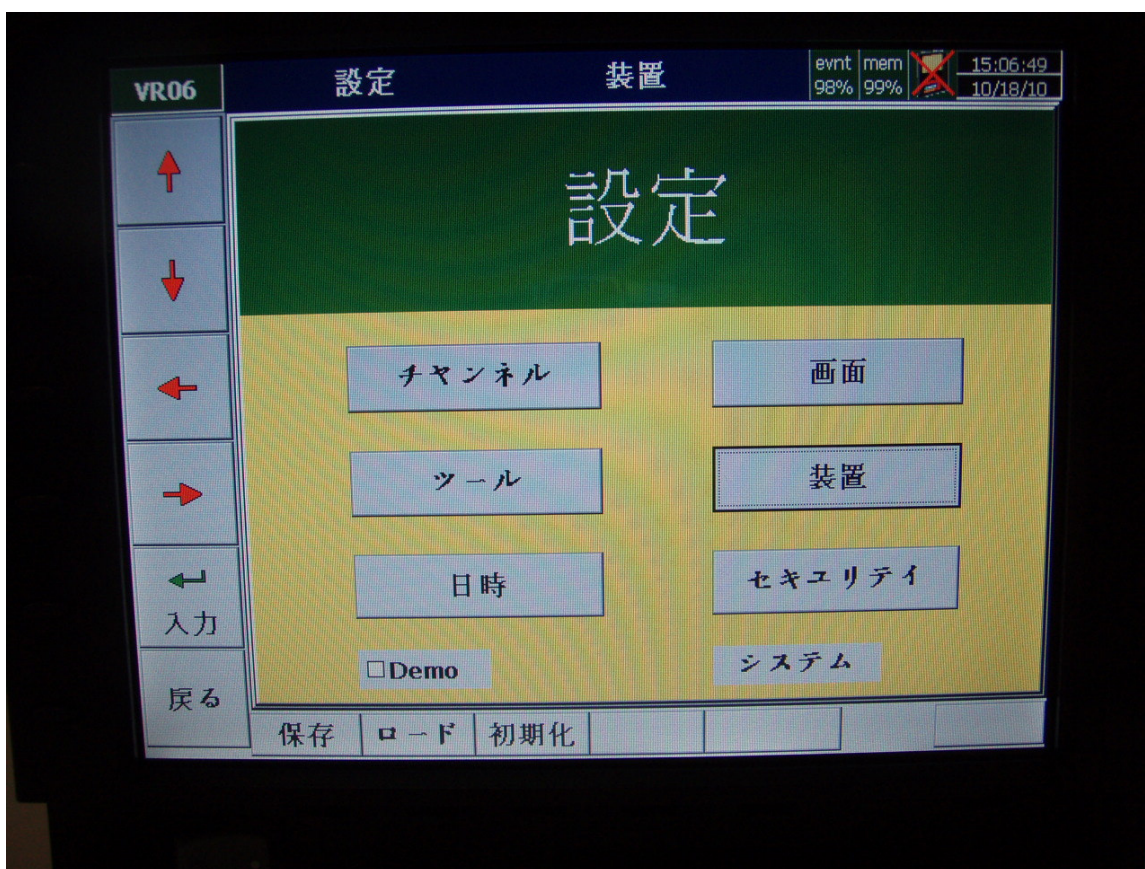 VR06 設定 装置 evnt 98% mem 99% 15:06:49 10/18/10
設定
チャンネル 画面
ツール 装置
日時 セキュリテイ
Demo システム
入力
戻る
保存 ロード 初期化